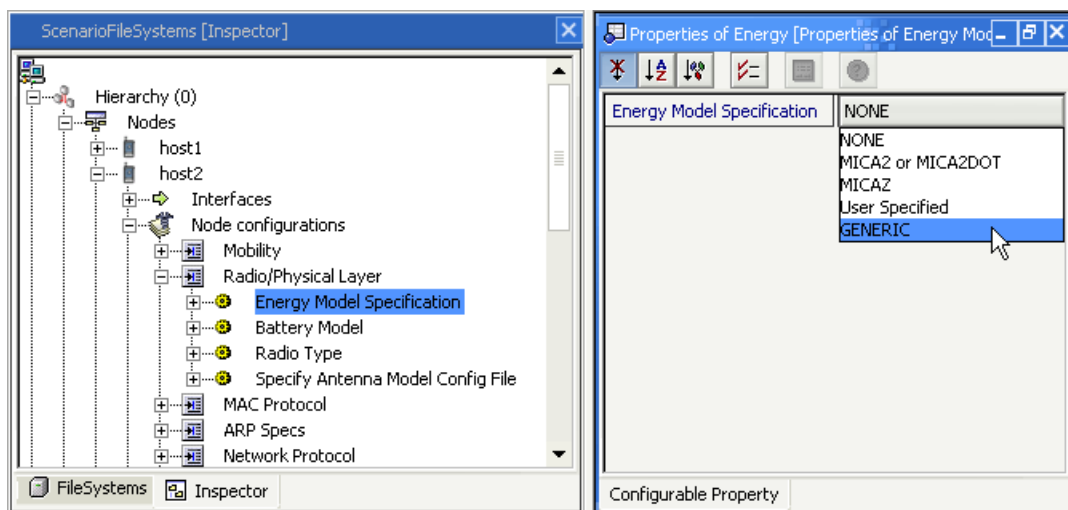 ScenarioFileSystems [Inspector]
Hierarchy (0)
Nodes
host1
host2
Interfaces
Node configurations
Mobility
Radio/Physical Layer
Energy Model Specification
Battery Model
Radio Type
Specify Antenna Model Config File
MAC Protocol
ARP Specs
Network Protocol
FileSystems
Inspector
Properties of Energy [Properties of Energy Mod
Energy Model Specification
NONE
NONE
MICA2 or MICA2DOT
MICAZ
User Specified
GENERIC
Configurable Property